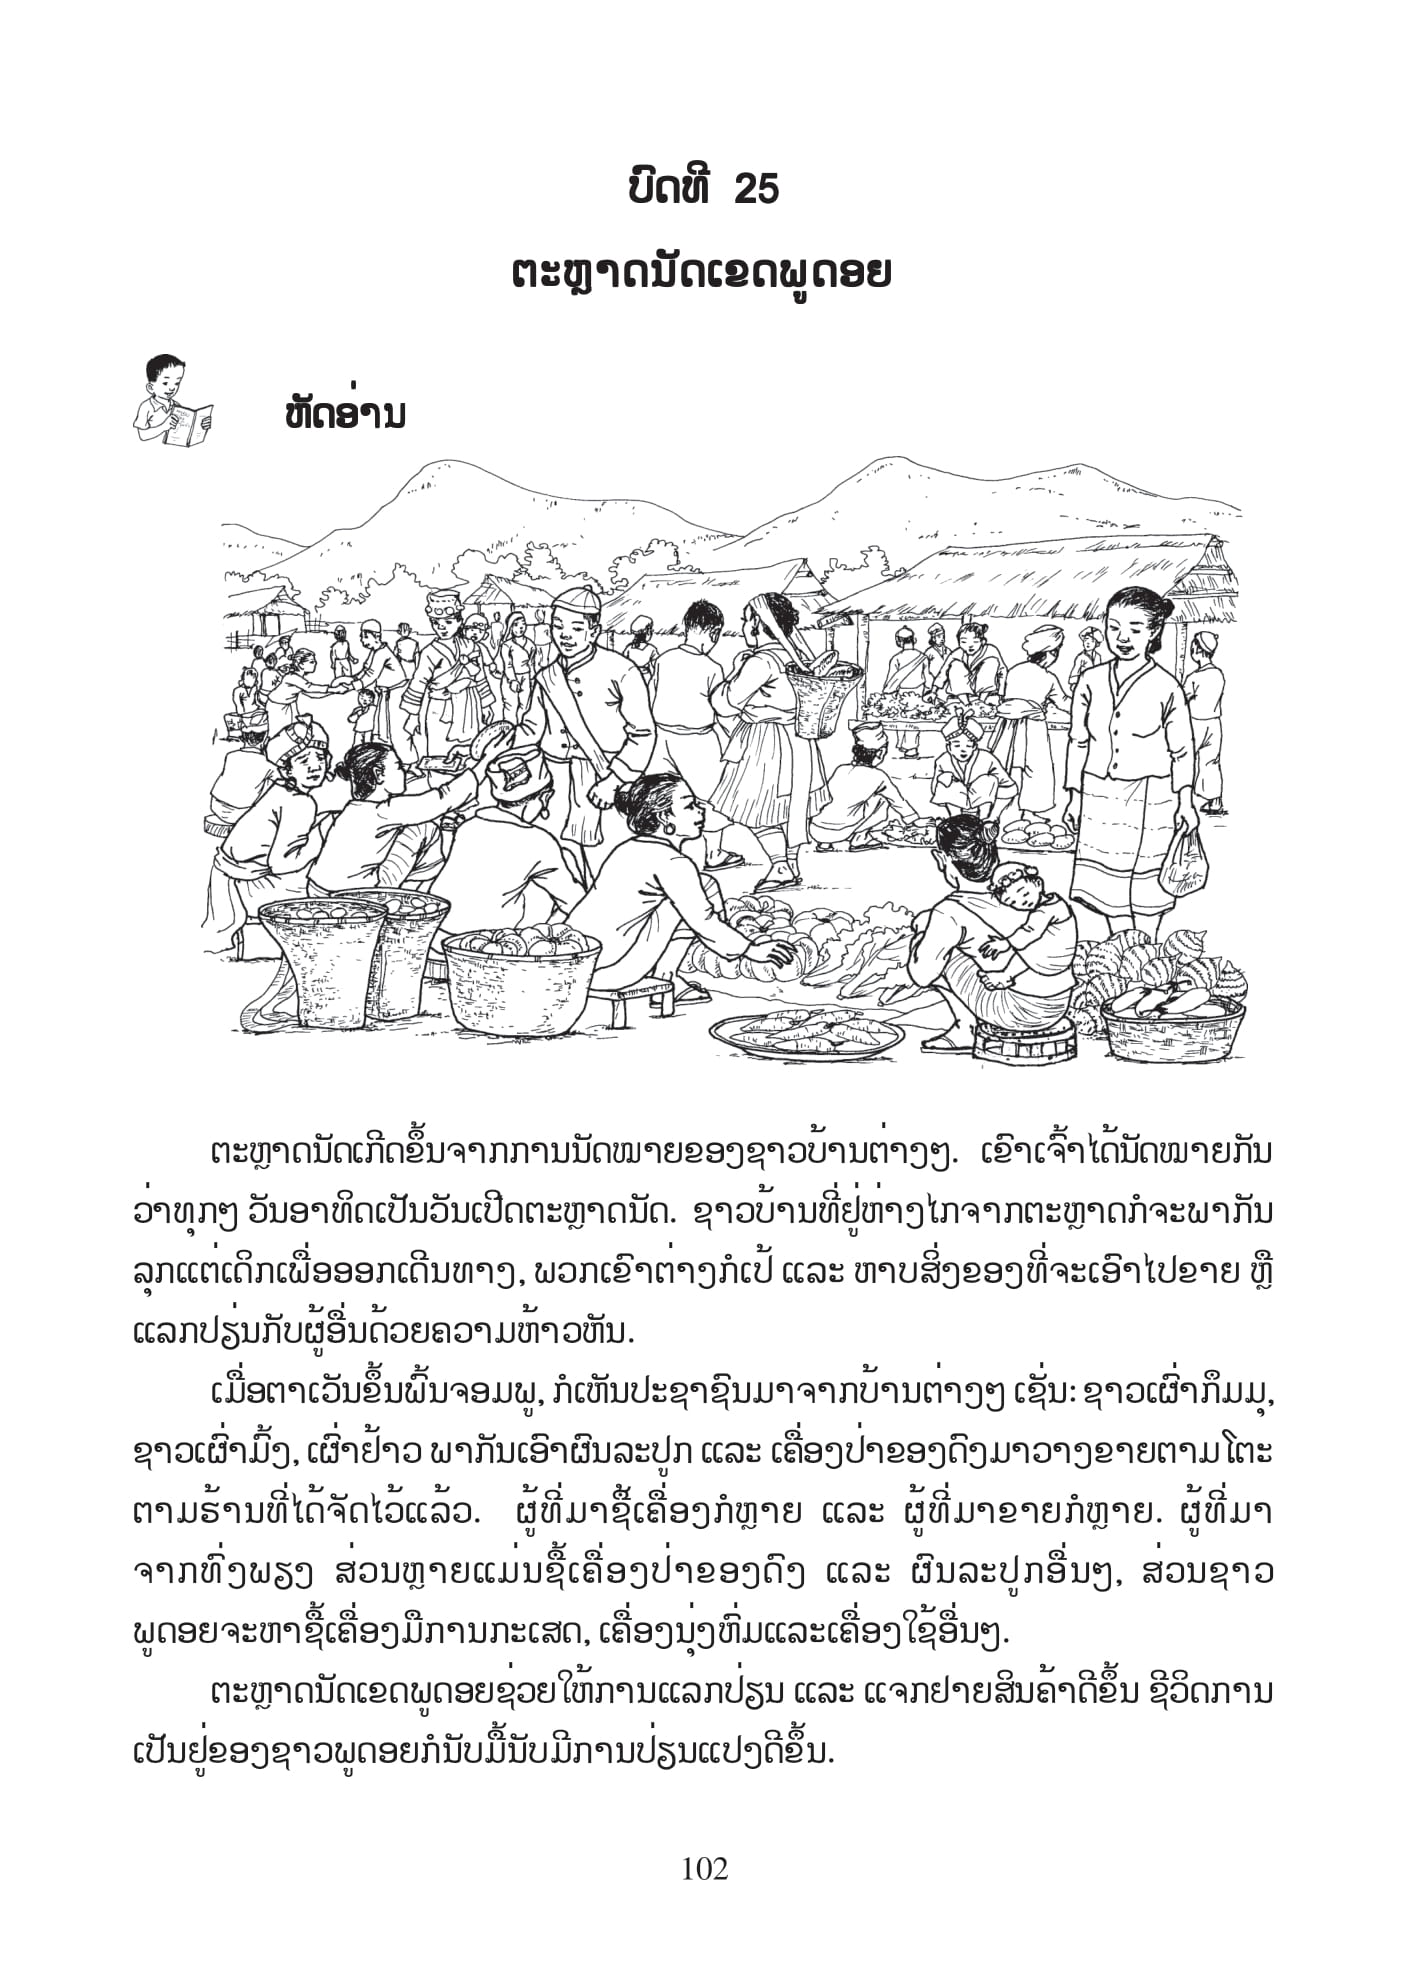 ບົດທີ 25
ຕະຫຼາດນັດເຂດພູດອຍ
ຫັດອ່ານ
ຕະຫຼາດນັດເກີດຂຶ້ນຈາກການນັດໝາຍຂອງຊາວບ້ານຕ່າງໆ. ເຂົາເຈົ້າໄດ້ນັດໝາຍກັນ
ວ່າທຸກໆ ວັນອາທິດເປັນວັນເປີດຕະຫຼາດນັດ. ຊາວບ້ານທີ່ຢູ່ຫ່າງໄກຈາກຕະຫຼາດກໍຈະພາກັນ
ລຸກແຕ່ເດິກເພື່ອອອກເດີນທາງ, ພວກເຂົາຕ່າງກໍເປ້ ແລະ ຫາບສິ່ງຂອງທີ່ຈະເອົາໄປຂາຍ ຫຼື
ແລກປຽ່ນກັບຜູ້ອື່ນດ້ວຍຄວາມຫ້າວຫັນ.
ເມື່ອຕາເວັນຂຶ້ນພົ້ນຈອມພູ, ກໍເຫັນປະຊາຊົນມາຈາກບ້ານຕ່າງໆ ເຊັ່ນ: ຊາວເຜົ່າກຶມມຸ,
ຊາວເຜົ່າມົ້ງ, ເຜົ່າຢ້າວ ພາກັນເອົາຜົນລະປູກ ແລະ ເຄື່ອງປ່າຂອງດົງມາວາງຂາຍຕາມໂຕະ
ຕາມຮ້ານທີ່ໄດ້ຈັດໄວ້ແລ້ວ. ຜູ້ທີ່ມາຊື້ເຄື່ອງກໍຫຼາຍ ແລະ ຜູ້ທີ່ມາຂາຍກໍຫຼາຍ. ຜູ້ທີ່ມາ
ຈາກທົ່ງພຽງ ສ່ວນຫຼາຍແມ່ນຊື້ເຄື່ອງປ່າຂອງດົງ ແລະ ຜົນລະປູກອື່ນໆ, ສ່ວນຊາວ
ພູດອຍຈະຫາຊື້ເຄື່ອງມືການກະເສດ, ເຄື່ອງນຸ່ງຫົ່ມແລະເຄື່ອງໃຊ້ອື່ນໆ.
ຕະຫຼາດນັດເຂດພູດອຍຊ່ວຍໃຫ້ການແລກປ່ຽນ ແລະ ແຈກຢາຍສິນຄ້າດີຂຶ້ນ ຊີວິດການ
ເປັນຢູ່ຂອງຊາວພູດອຍກໍນັບມື້ນັບມີການປ່ຽນແປງດີຂຶ້ນ.
102